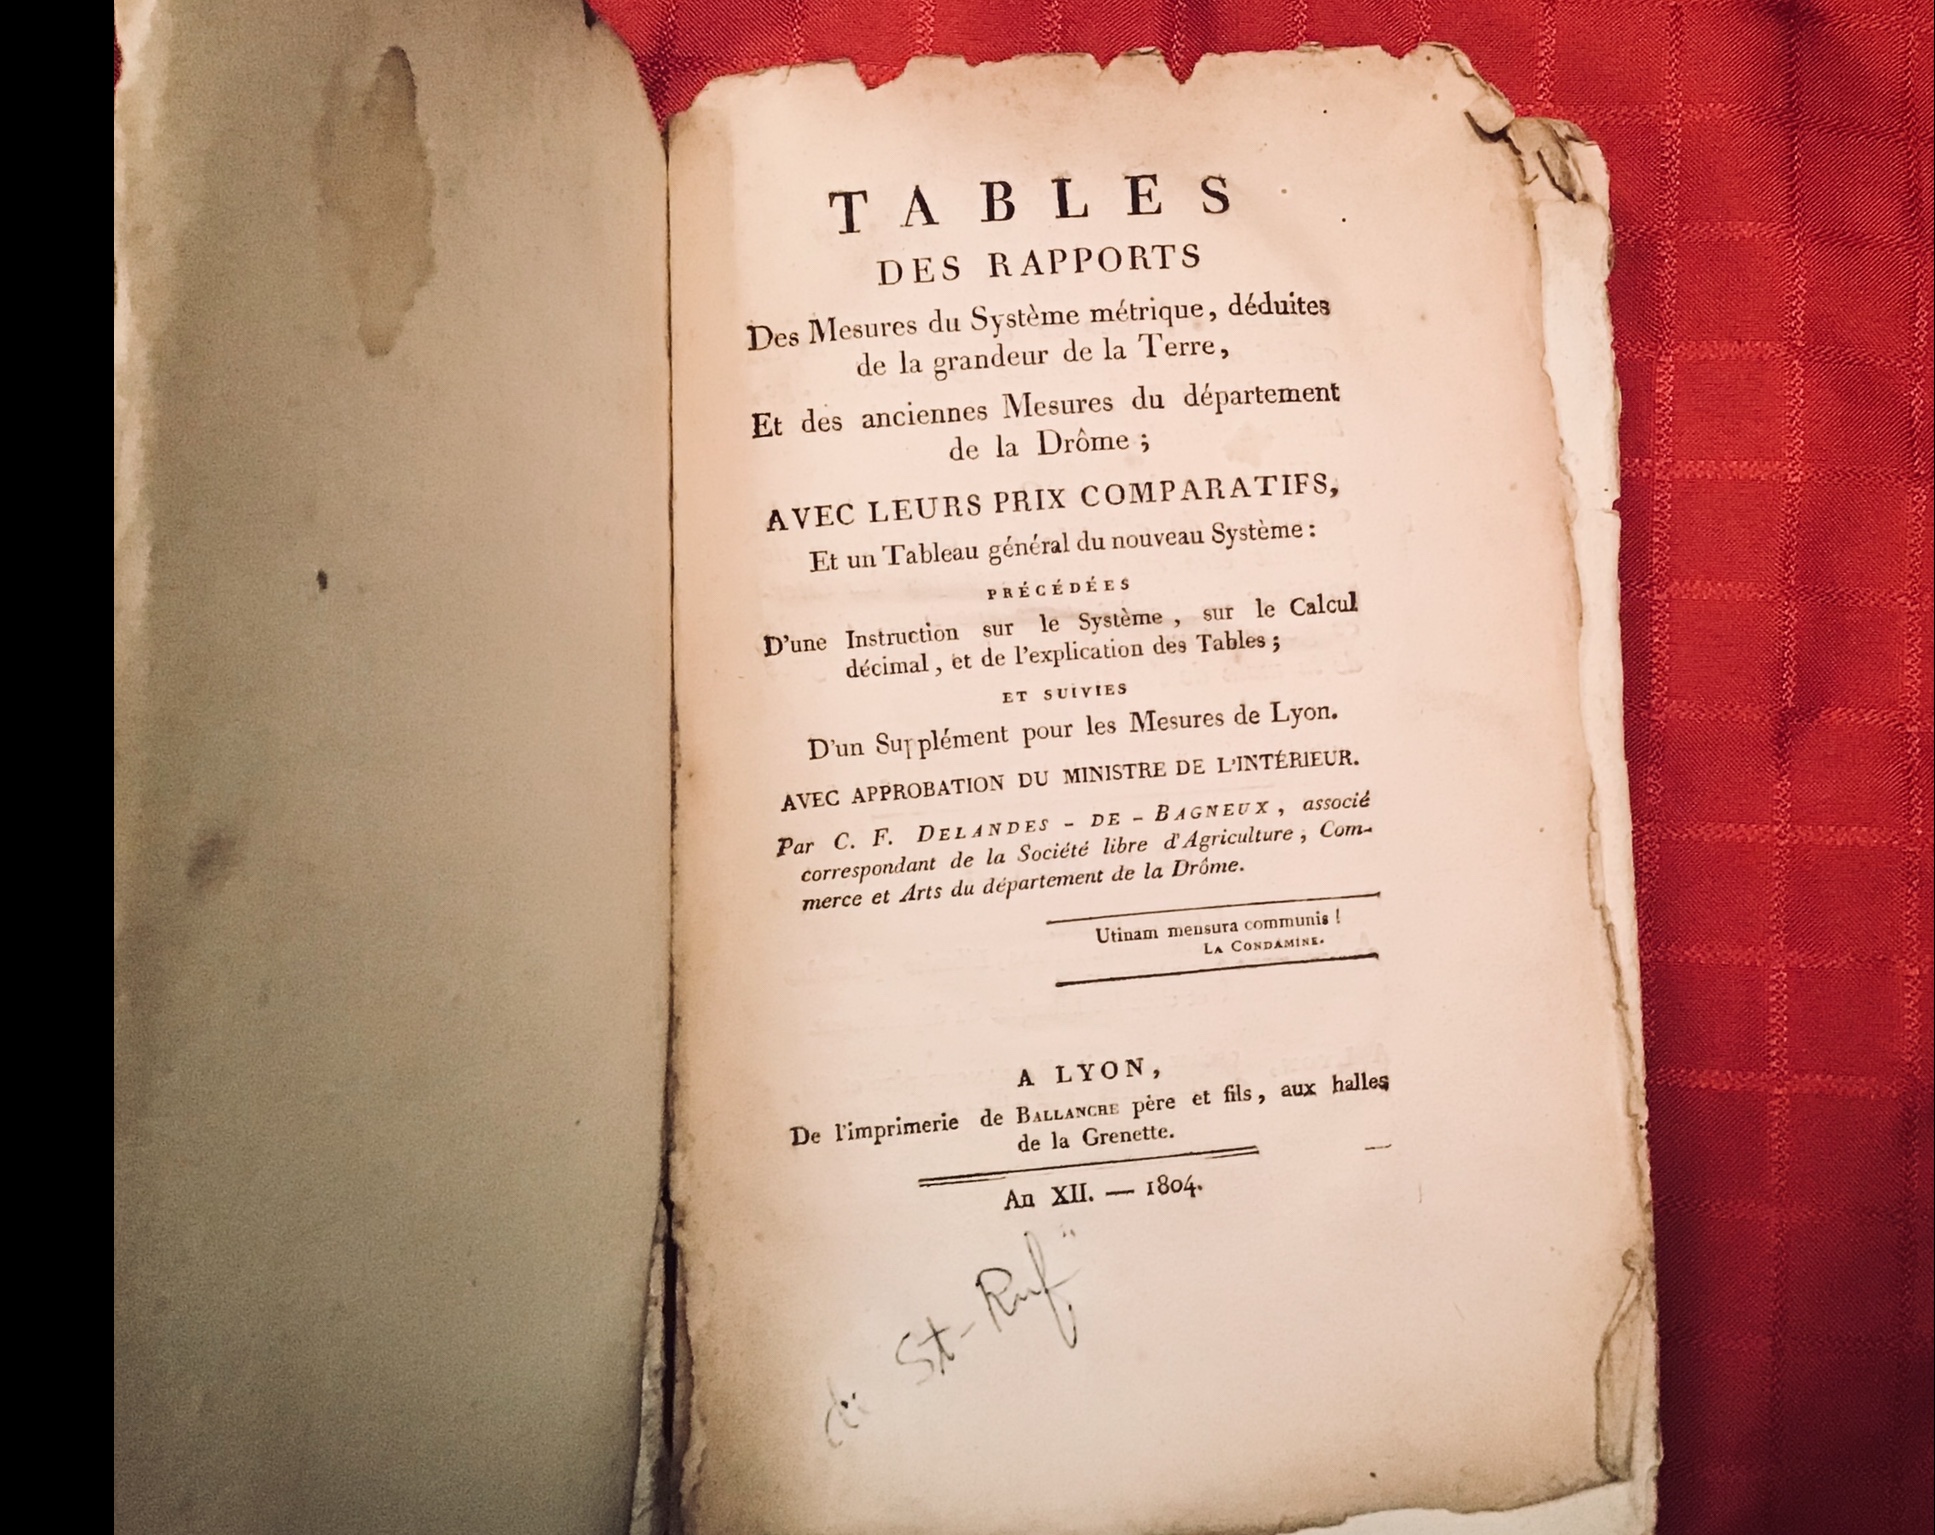 TABLES
DES RAPPORTS
Des Mesures du Système métrique, déduites
de la grandeur de la Terre,
Et des anciennes Mesures du département
de la Drôme ;
AVEC LEURS PRIX COMPARATIFS,
Et un Tableau général du nouveau Système :
PRÉCÉDÉES
D'une Instruction sur le Système, sur le Calcul
décimal, et de l'explication des Tables ;
ET SUIVIES
D'un Supplément pour les Mesures de Lyon.
AVEC APPROBATION DU MINISTRE DE L'INTÉRIEUR.
Par C. F. DELANDES - DE - BAGNEUX, associé
correspondant de la Société libre d'Agriculture, Com-
merce et Arts du département de la Drôme.
Utinam mensura communis !
LA CONDAMINE.
A LYON,
De l'imprimerie de BALLANCHE père et fils, aux halles
de la Grenette.
An XII. — 1804.
St-Ruf